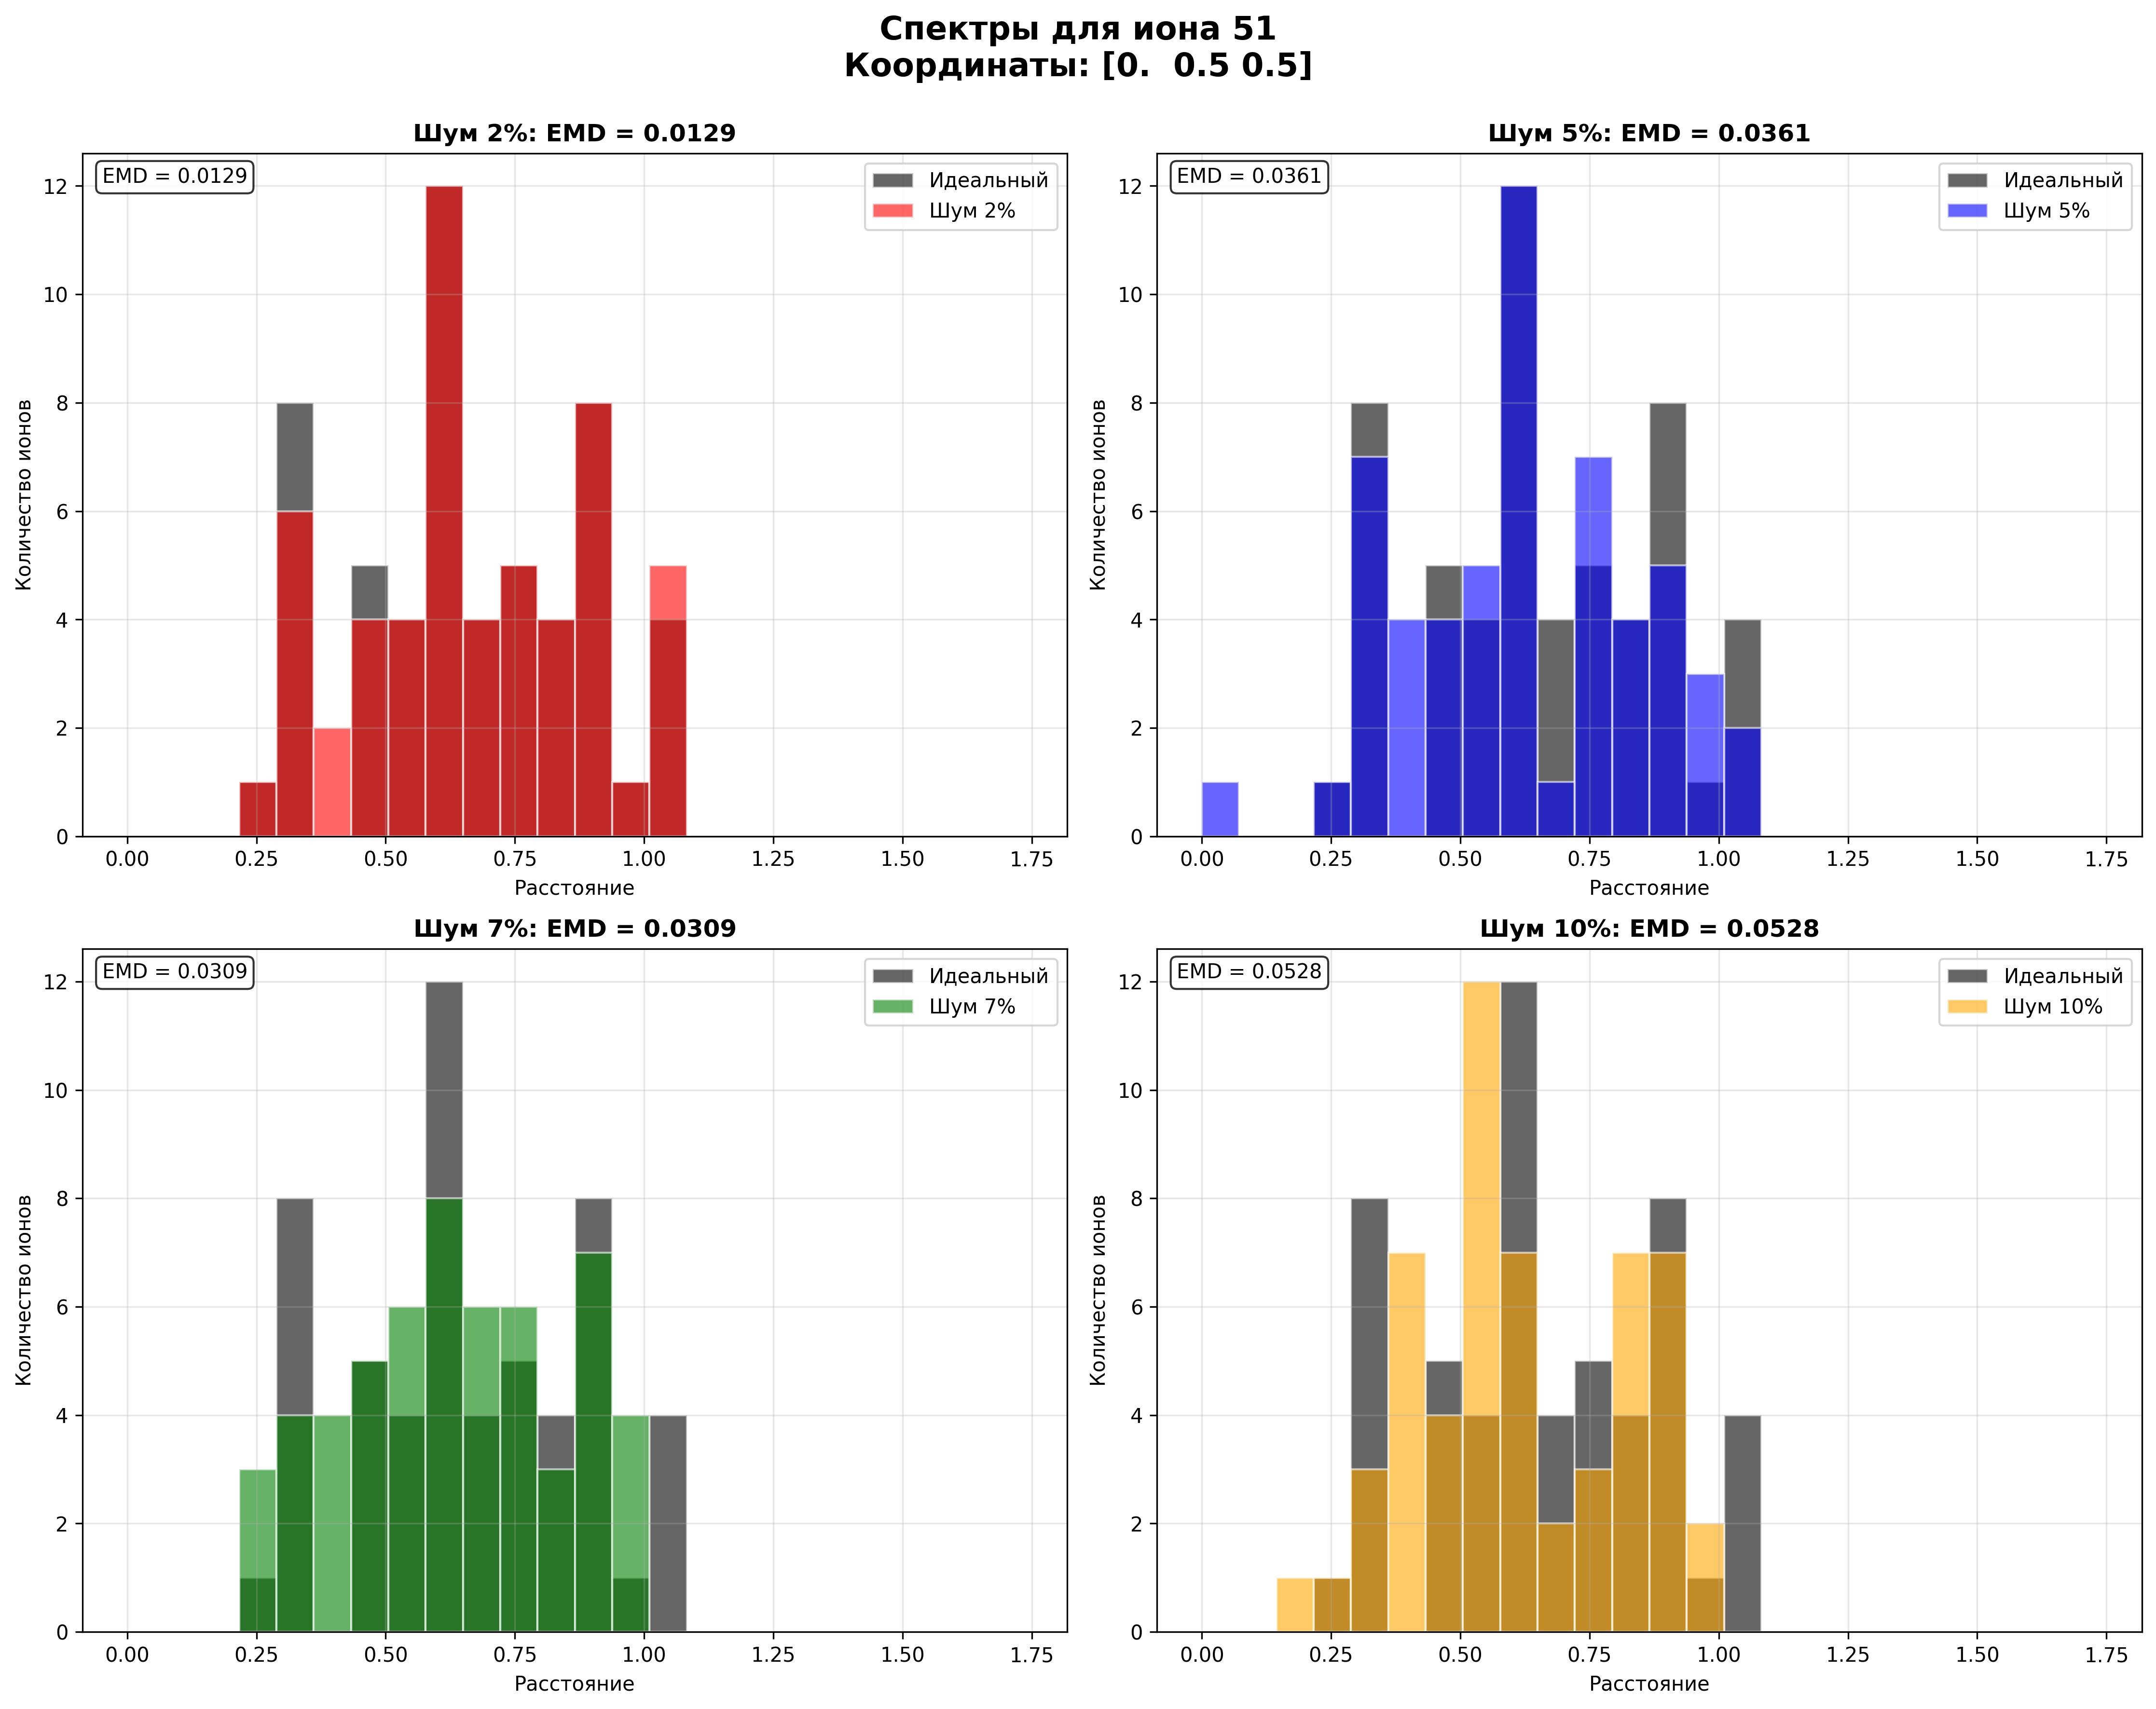 Спектры для иона 51
Координаты: [0.  0.5 0.5]
Шум 2%: EMD = 0.0129
EMD = 0.0129
Идеальный
Шум 2%
Количество ионов
12
10
8
6
4
2
0
0.00 0.25 0.50 0.75 1.00 1.25 1.50 1.75
Расстояние
Шум 5%: EMD = 0.0361
EMD = 0.0361
Идеальный
Шум 5%
Количество ионов
12
10
8
6
4
2
0
0.00 0.25 0.50 0.75 1.00 1.25 1.50 1.75
Расстояние
Шум 7%: EMD = 0.0309
EMD = 0.0309
Идеальный
Шум 7%
Количество ионов
12
10
8
6
4
2
0
0.00 0.25 0.50 0.75 1.00 1.25 1.50 1.75
Расстояние
Шум 10%: EMD = 0.0528
EMD = 0.0528
Идеальный
Шум 10%
Количество ионов
12
10
8
6
4
2
0
0.00 0.25 0.50 0.75 1.00 1.25 1.50 1.75
Расстояние